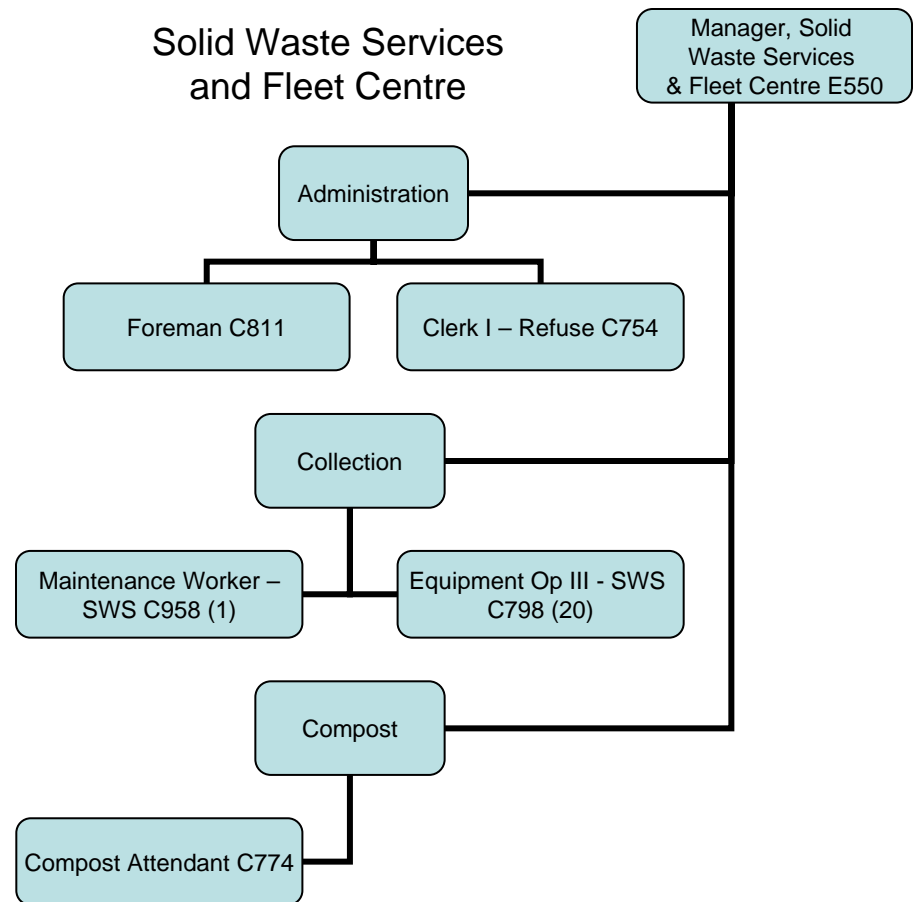 Solid Waste Services
and Fleet Centre
Manager, Solid
Waste Services
& Fleet Centre E550
Administration
Foreman C811
Clerk I – Refuse C754
Collection
Maintenance Worker –
SWS C958 (1)
Equipment Op III - SWS
C798 (20)
Compost
Compost Attendant C774